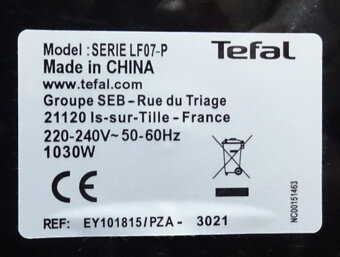 Model : SERIE LF07-P
Tefal
Made in CHINA
www.tefal.com
Groupe SEB – Rue du Triage
21120 Is-sur-Tille – France
220-240V~ 50-60Hz
1030W
CE
REF: EY101815/PZA - 3021
NC00151463